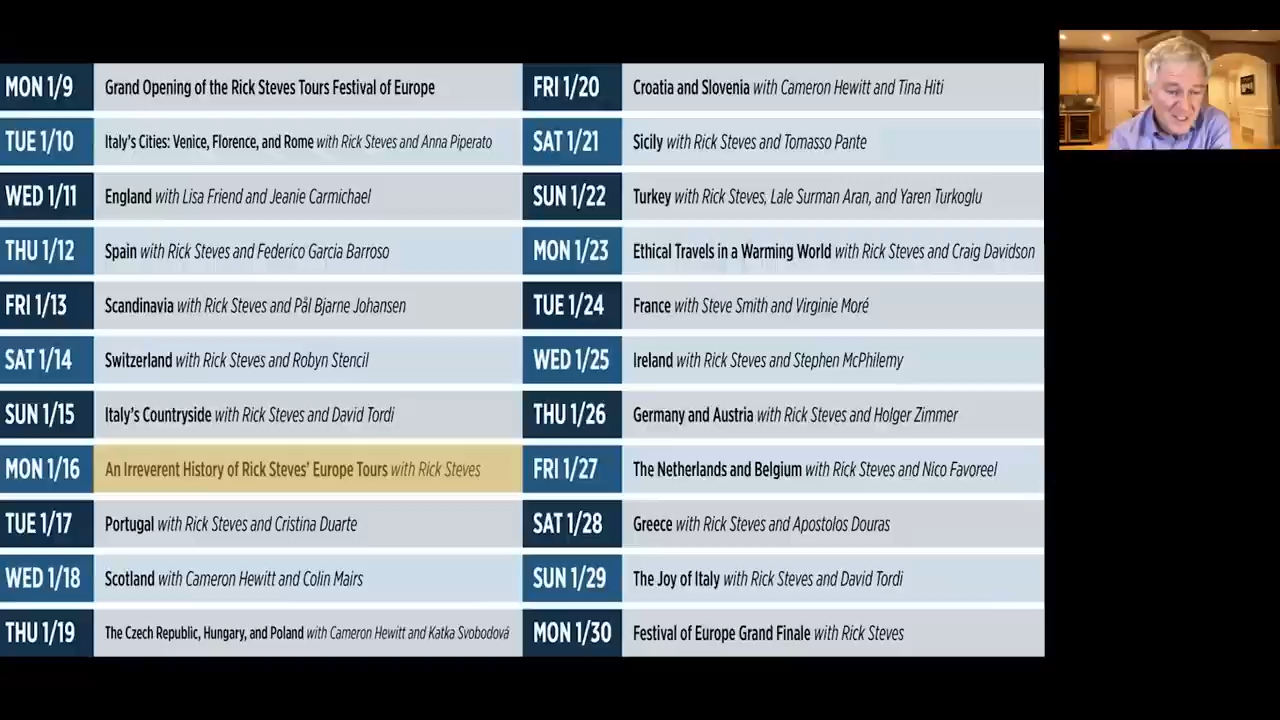 MON 1/9 Grand Opening of the Rick Steves Tours Festival of Europe
TUE 1/10 Italy's Cities: Venice, Florence, and Rome with Rick Steves and Anna Piperato
WED 1/11 England with Lisa Friend and Jeanie Carmichael
THU 1/12 Spain with Rick Steves and Federico Garcia Barroso
FRI 1/13 Scandinavia with Rick Steves and Pål Bjarne Johansen
SAT 1/14 Switzerland with Rick Steves and Robyn Stencil
SUN 1/15 Italy's Countryside with Rick Steves and David Tordi
MON 1/16 An Irreverent History of Rick Steves' Europe Tours with Rick Steves
TUE 1/17 Portugal with Rick Steves and Cristina Duarte
WED 1/18 Scotland with Cameron Hewitt and Colin Mairs
THU 1/19 The Czech Republic, Hungary, and Poland with Cameron Hewitt and Katka Svobodová
FRI 1/20 Croatia and Slovenia with Cameron Hewitt and Tina Hiti
SAT 1/21 Sicily with Rick Steves and Tomasso Pante
SUN 1/22 Turkey with Rick Steves, Lale Surman Aran, and Yaren Turkoglu
MON 1/23 Ethical Travels in a Warming World with Rick Steves and Craig Davidson
TUE 1/24 France with Steve Smith and Virginie Moré
WED 1/25 Ireland with Rick Steves and Stephen McPhilemy
THU 1/26 Germany and Austria with Rick Steves and Holger Zimmer
FRI 1/27 The Netherlands and Belgium with Rick Steves and Nico Favoreel
SAT 1/28 Greece with Rick Steves and Apostolos Douras
SUN 1/29 The Joy of Italy with Rick Steves and David Tordi
MON 1/30 Festival of Europe Grand Finale with Rick Steves